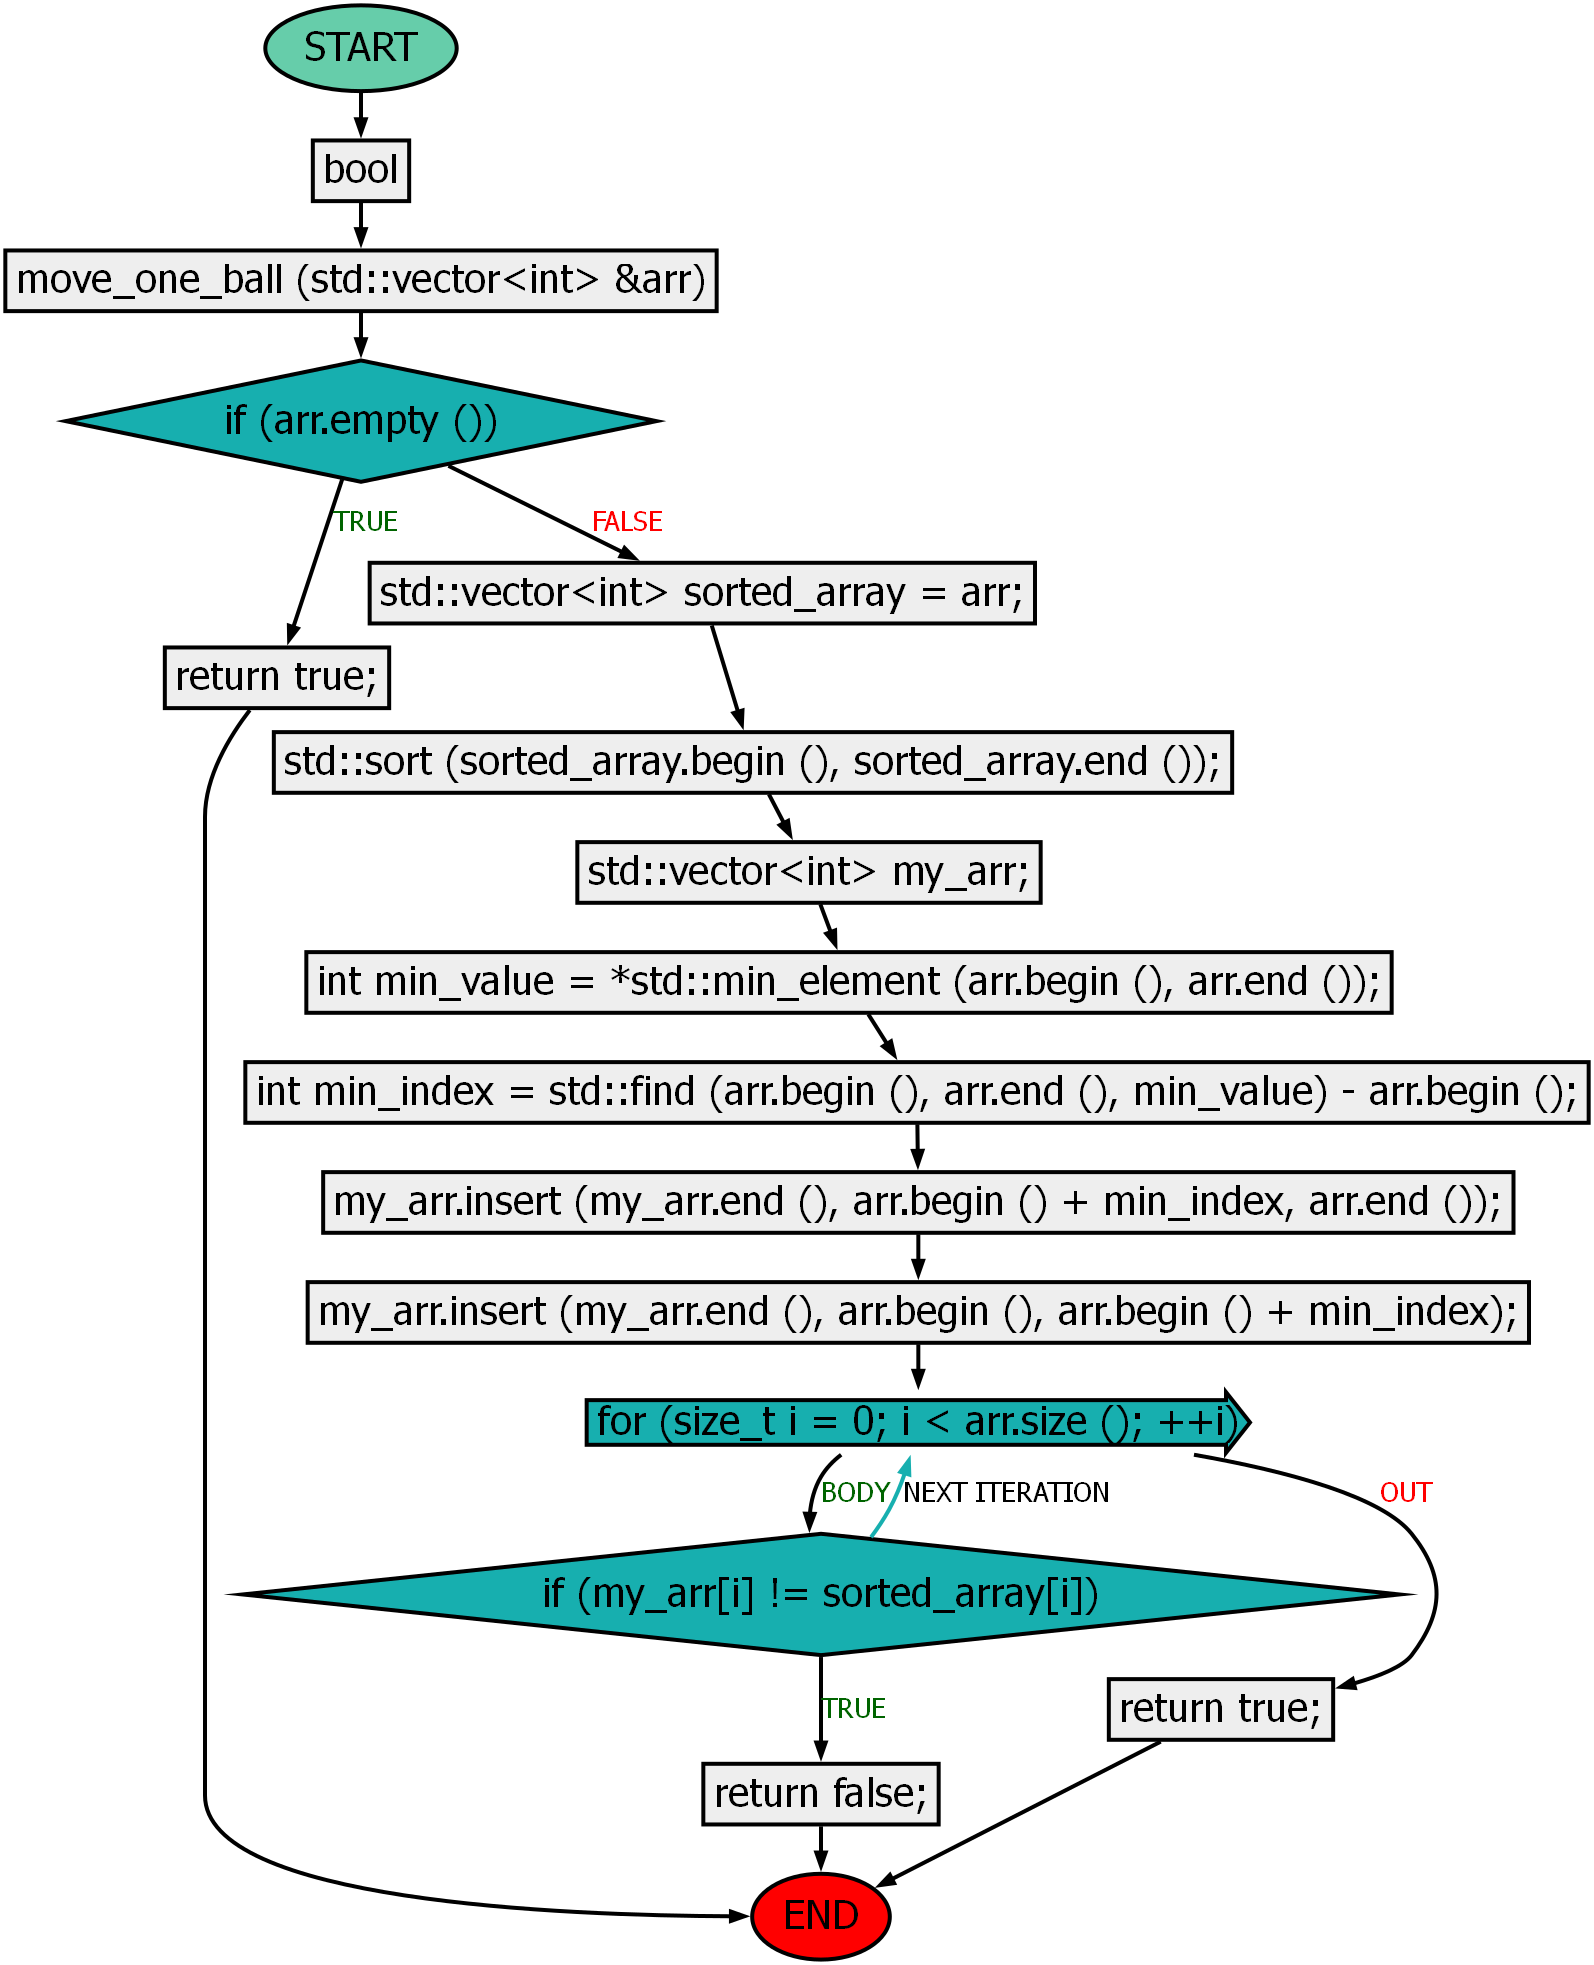 START
bool
move_one_ball (std::vector<int> &arr)
if (arr.empty ())
TRUE
FALSE
std::vector<int> sorted_array = arr;
return true;
std::sort (sorted_array.begin (), sorted_array.end ());
std::vector<int> my_arr;
int min_value = *std::min_element (arr.begin (), arr.end ());
int min_index = std::find (arr.begin (), arr.end (), min_value) - arr.begin ();
my_arr.insert (my_arr.end (), arr.begin () + min_index, arr.end ());
my_arr.insert (my_arr.end (), arr.begin (), arr.begin () + min_index);
for (size_t i = 0; i < arr.size (); ++i)
BODY
NEXT ITERATION
OUT
if (my_arr[i] != sorted_array[i])
TRUE
return true;
return false;
END